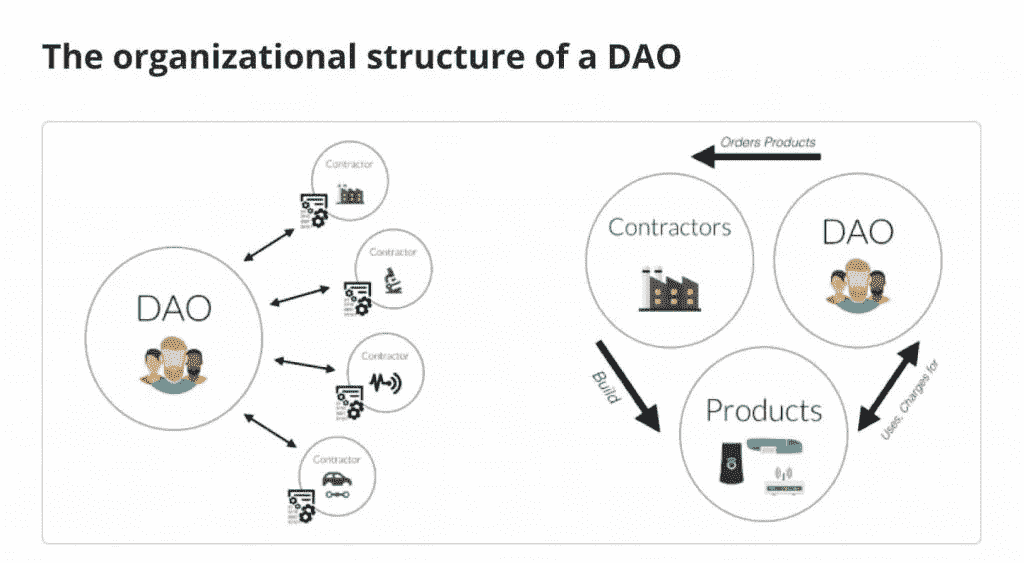 The organizational structure of a DAO
DAO
Contractor
Contractor
Contractor
Contractor
Orders Products
Contractors
DAO
Build
Products
Uses, Charges for